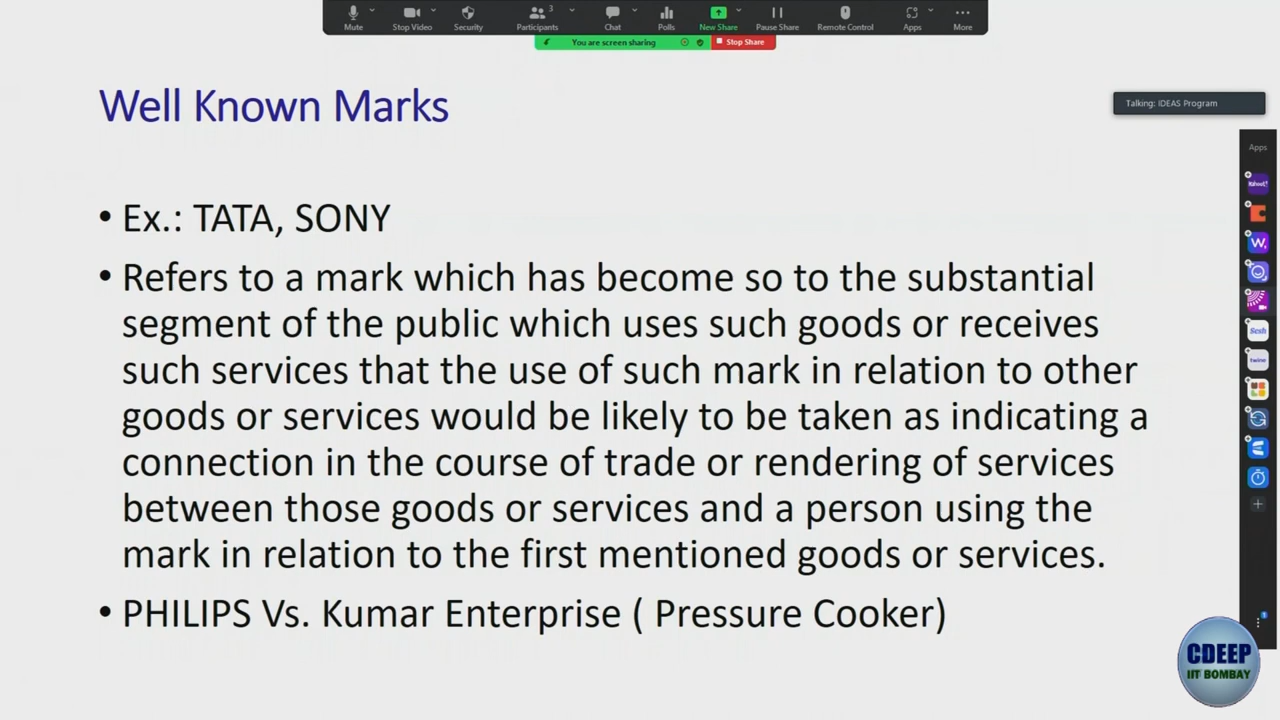 3
Mute
Stop Video
Security
Participants
Chat
Polls
New Share
Pause Share
Remote Control
Apps
More
You are screen sharing
Stop Share
Well Known Marks
Talking: IDEAS Program
Apps
• Ex.: TATA, SONY
• Refers to a mark which has become so to the substantial
segment of the public which uses such goods or receives
such services that the use of such mark in relation to other
goods or services would be likely to be taken as indicating a
connection in the course of trade or rendering of services
between those goods or services and a person using the
mark in relation to the first mentioned goods or services.
• PHILIPS Vs. Kumar Enterprise ( Pressure Cooker)
CDEEP
IIT BOMBAY